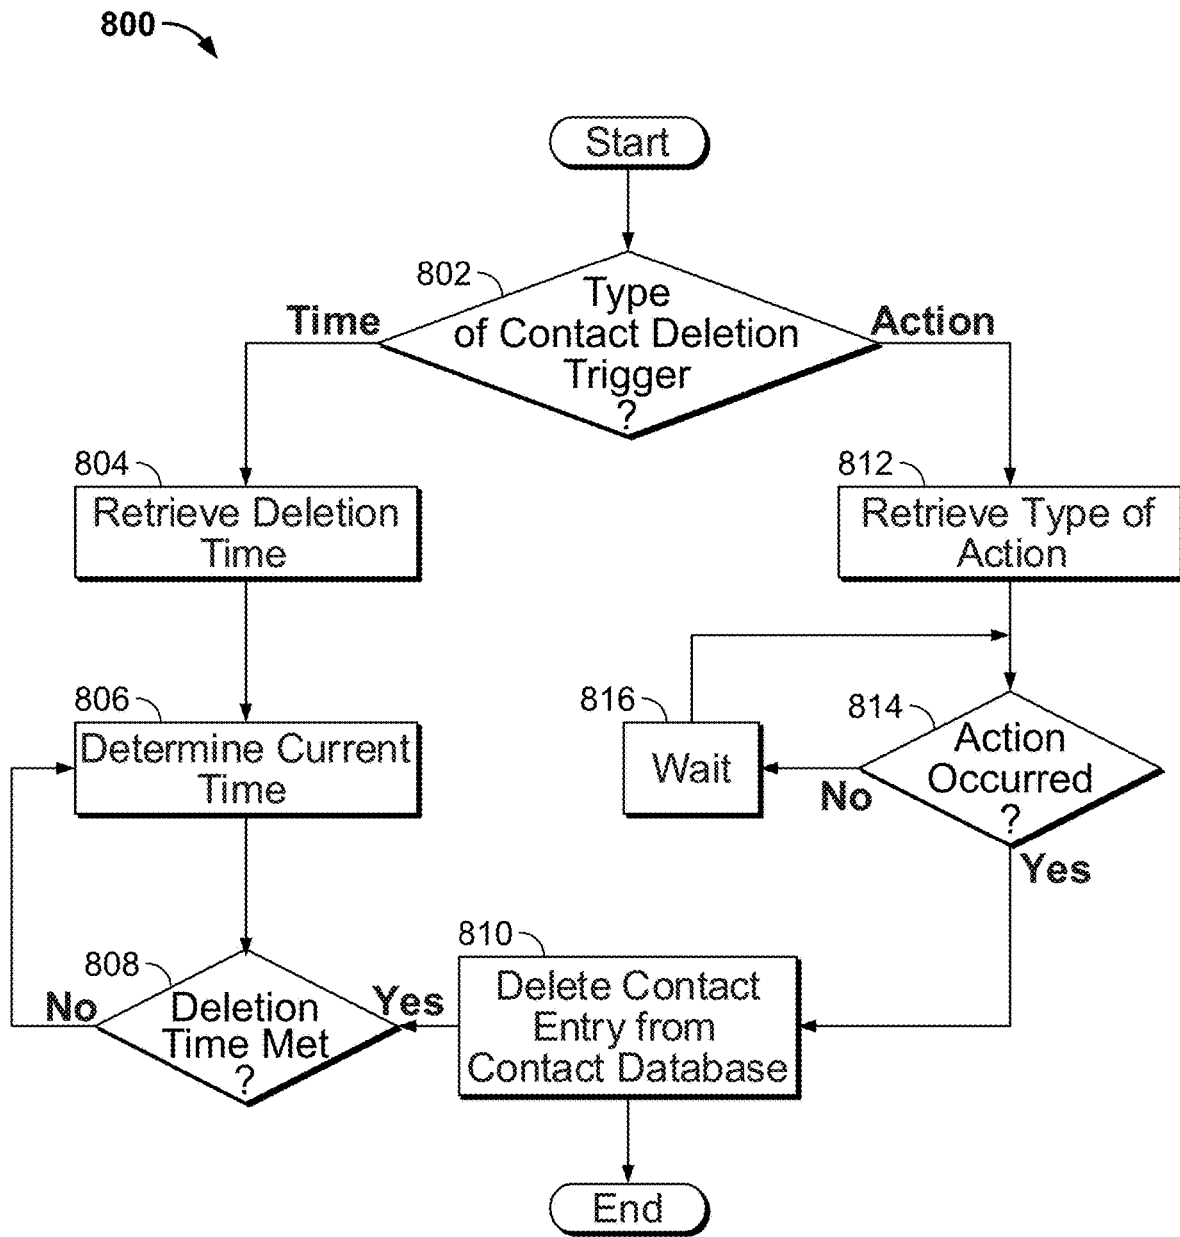 800
Start
802
Type
of Contact Deletion
Trigger
?
Time
Action
804
Retrieve Deletion
Time
812
Retrieve Type of
Action
806
Determine Current
Time
816
Wait
814
Action
Occurred
?
No
Yes
808
Deletion
Time Met
?
No
Yes
810
Delete Contact
Entry from
Contact Database
End